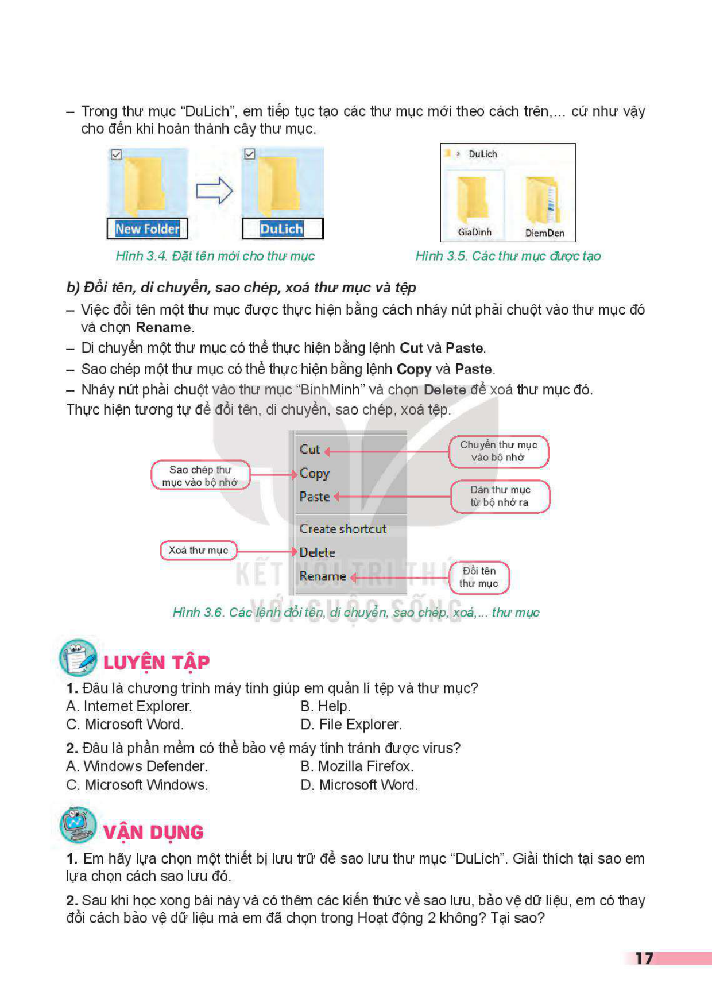 – Trong thư mục “DuLich”, em tiếp tục tạo các thư mục mới theo cách trên,... cứ như vậy
cho đến khi hoàn thành cây thư mục.
New Folder
DuLich
DuLich
GiaDinh
DiemDen
Hình 3.4. Đặt tên mới cho thư mục
Hình 3.5. Các thư mục được tạo
b) Đổi tên, di chuyển, sao chép, xoá thư mục và tệp
– Việc đổi tên một thư mục được thực hiện bằng cách nháy nút phải chuột vào thư mục đó
và chọn Rename.
– Di chuyển một thư mục có thể thực hiện bằng lệnh Cut và Paste.
– Sao chép một thư mục có thể thực hiện bằng lệnh Copy và Paste.
– Nháy nút phải chuột vào thư mục “BinhMinh” và chọn Delete để xoá thư mục đó.
Thực hiện tương tự để đổi tên, di chuyển, sao chép, xoá tệp.
Cut
Chuyển thư mục
vào bộ nhớ
Sao chép thư
mục vào bộ nhớ
Copy
Paste
Dán thư mục
từ bộ nhớ ra
Create shortcut
Xoá thư mục
Delete
Rename
Đổi tên
thư mục
KẾT NỐI TRI THỨC
VỚI CUỘC SỐNG
Hình 3.6. Các lệnh đổi tên, di chuyển, sao chép, xoá,... thư mục
LUYỆN TẬP
1. Đâu là chương trình máy tính giúp em quản lí tệp và thư mục?
A. Internet Explorer. B. Help.
C. Microsoft Word. D. File Explorer.
2. Đâu là phần mềm có thể bảo vệ máy tính tránh được virus?
A. Windows Defender. B. Mozilla Firefox.
C. Microsoft Windows. D. Microsoft Word.
VẬN DỤNG
1. Em hãy lựa chọn một thiết bị lưu trữ để sao lưu thư mục “DuLich”. Giải thích tại sao em
lựa chọn cách sao lưu đó.
2. Sau khi học xong bài này và có thêm các kiến thức về sao lưu, bảo vệ dữ liệu, em có thay
đổi cách bảo vệ dữ liệu mà em đã chọn trong Hoạt động 2 không? Tại sao?
17